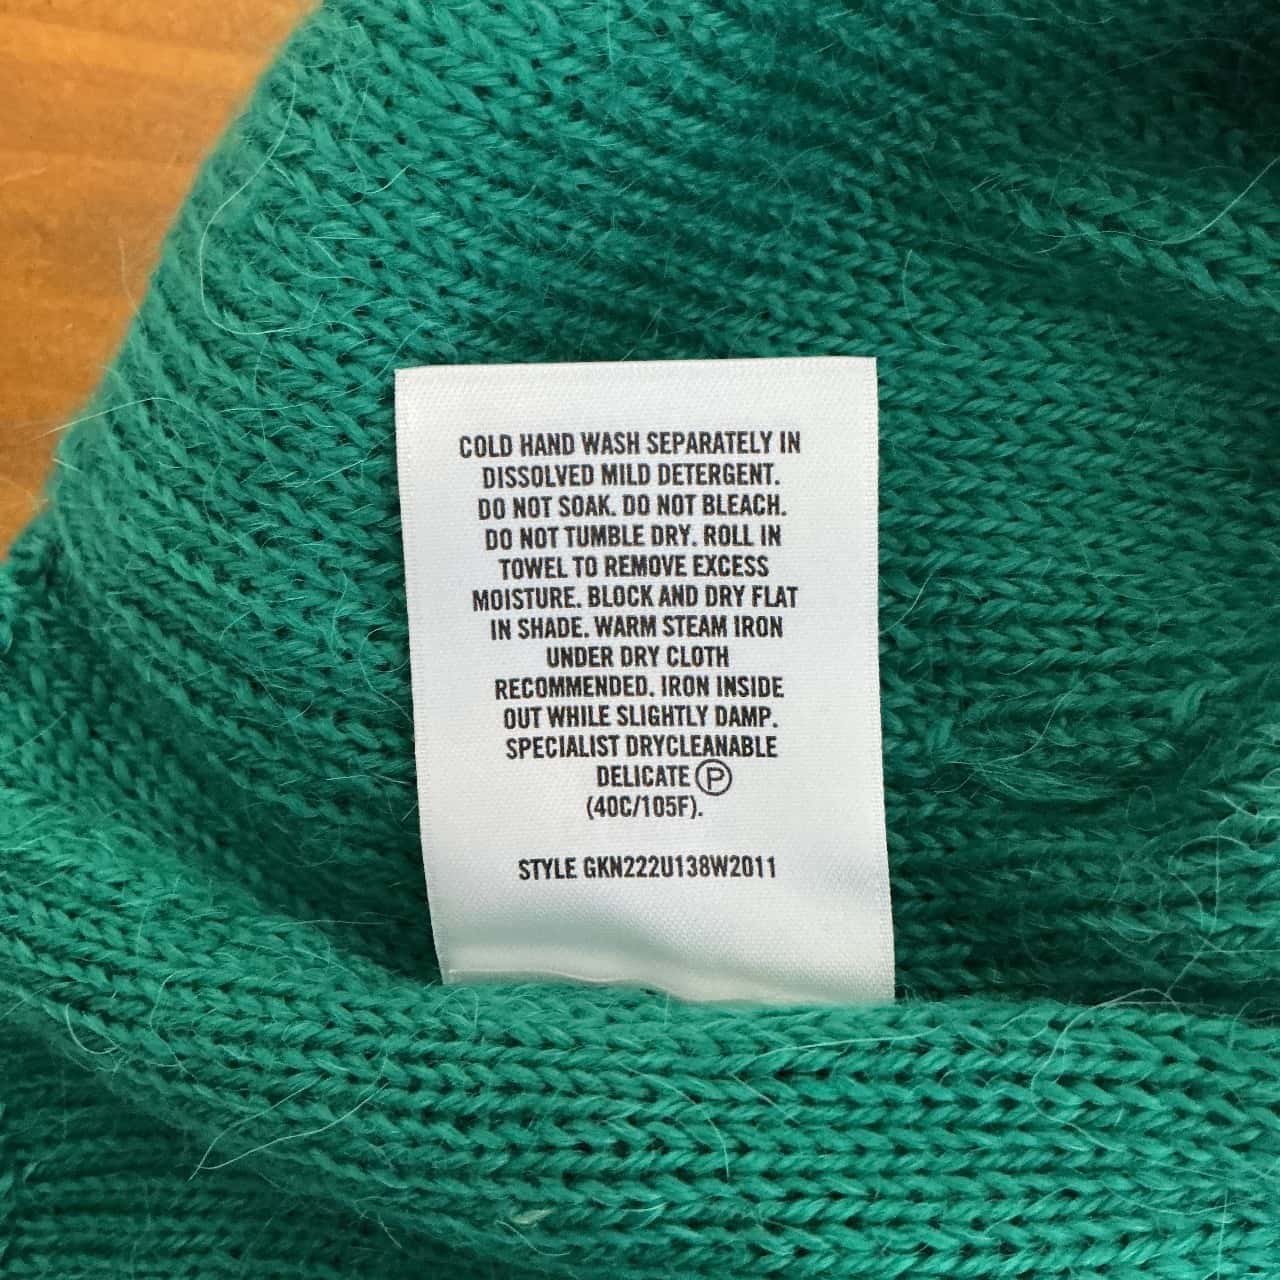 COLD HAND WASH SEPARATELY IN
DISSOLVED MILD DETERGENT.
DO NOT SOAK. DO NOT BLEACH.
DO NOT TUMBLE DRY. ROLL IN
TOWEL TO REMOVE EXCESS
MOISTURE. BLOCK AND DRY FLAT
IN SHADE. WARM STEAM IRON
UNDER DRY CLOTH
RECOMMENDED. IRON INSIDE
OUT WHILE SLIGHTLY DAMP.
SPECIALIST DRYCLEANABLE
DELICATE Ⓟ
(40C/105F).
STYLE GKN222U138W2011